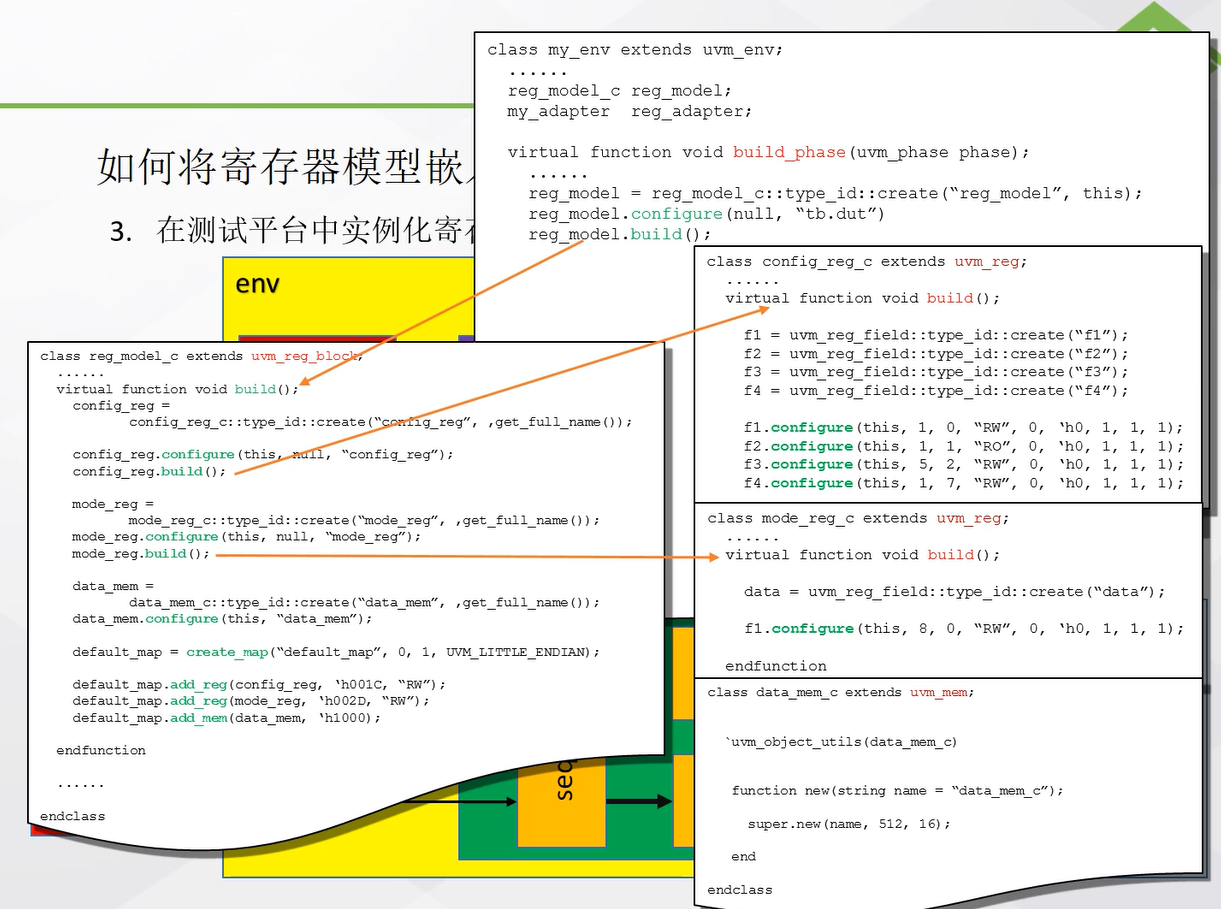 如何将寄存器模型嵌
3. 在测试平台中实例化寄
env
seq
class my_env extends uvm_env;
......
reg_model_c reg_model;
my_adapter reg_adapter;
virtual function void build_phase(uvm_phase phase);
......
reg_model = reg_model_c::type_id::create(“reg_model”, this);
reg_model.configure(null, “tb.dut”)
reg_model.build();
class reg_model_c extends uvm_reg_block;
......
virtual function void build();
config_reg =
config_reg_c::type_id::create(“config_reg”, ,get_full_name());
config_reg.configure(this, null, “config_reg”);
config_reg.build();
mode_reg =
mode_reg_c::type_id::create(“mode_reg”, ,get_full_name());
mode_reg.configure(this, null, “mode_reg”);
mode_reg.build();
data_mem =
data_mem_c::type_id::create(“data_mem”, ,get_full_name());
data_mem.configure(this, “data_mem”);
default_map = create_map(“default_map”, 0, 1, UVM_LITTLE_ENDIAN);
default_map.add_reg(config_reg, ‘h001C, “RW”);
default_map.add_reg(mode_reg, ‘h002D, “RW”);
default_map.add_mem(data_mem, ‘h1000);
endfunction
......
endclass
class config_reg_c extends uvm_reg;
......
virtual function void build();
f1 = uvm_reg_field::type_id::create(“f1”);
f2 = uvm_reg_field::type_id::create(“f2”);
f3 = uvm_reg_field::type_id::create(“f3”);
f4 = uvm_reg_field::type_id::create(“f4”);
f1.configure(this, 1, 0, “RW”, 0, ‘h0, 1, 1, 1);
f2.configure(this, 1, 1, “RO”, 0, ‘h0, 1, 1, 1);
f3.configure(this, 5, 2, “RW”, 0, ‘h0, 1, 1, 1);
f4.configure(this, 1, 7, “RW”, 0, ‘h0, 1, 1, 1);
class mode_reg_c extends uvm_reg;
......
virtual function void build();
data = uvm_reg_field::type_id::create(“data”);
f1.configure(this, 8, 0, “RW”, 0, ‘h0, 1, 1, 1);
endfunction
class data_mem_c extends uvm_mem;
`uvm_object_utils(data_mem_c)
function new(string name = “data_mem_c”);
super.new(name, 512, 16);
end
endclass